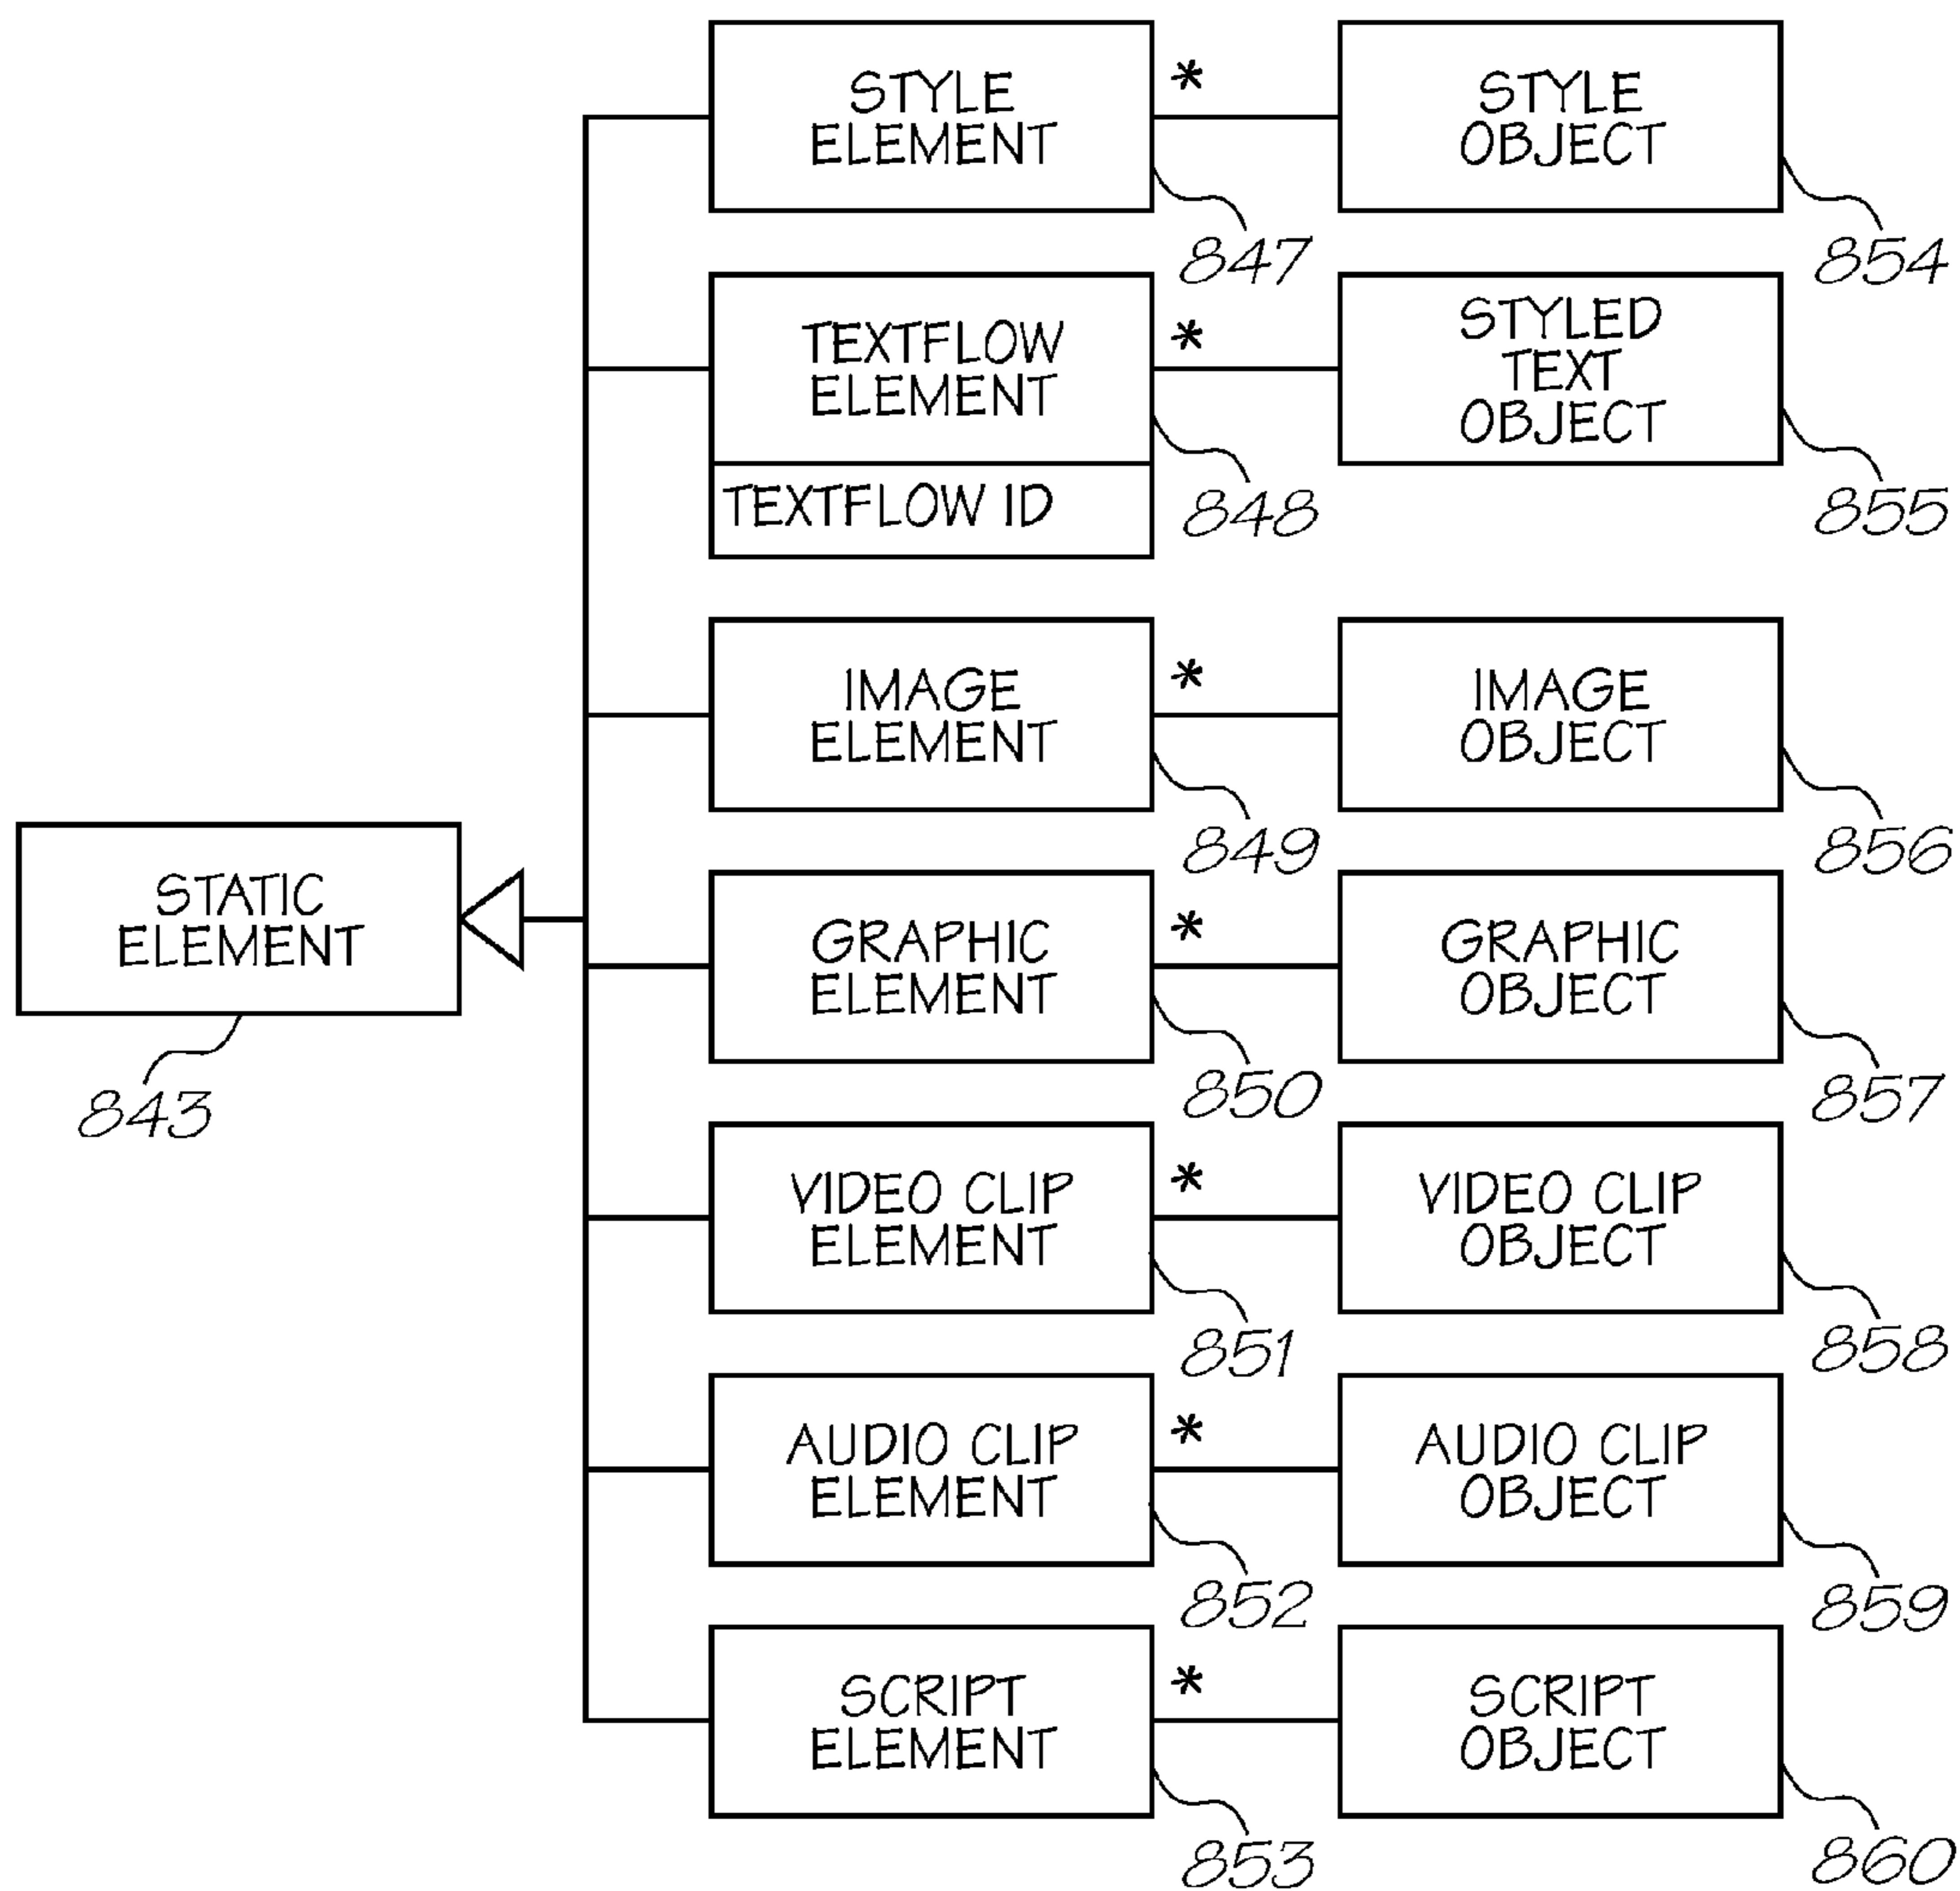 STYLE
ELEMENT
*
847
STYLE
OBJECT
854
TEXTFLOW
ELEMENT
TEXTFLOW ID
*
848
STYLED
TEXT
OBJECT
855
IMAGE
ELEMENT
*
849
IMAGE
OBJECT
856
STATIC
ELEMENT
843
GRAPHIC
ELEMENT
*
850
GRAPHIC
OBJECT
857
VIDEO CLIP
ELEMENT
*
851
VIDEO CLIP
OBJECT
858
AUDIO CLIP
ELEMENT
*
852
AUDIO CLIP
OBJECT
859
SCRIPT
ELEMENT
*
853
SCRIPT
OBJECT
860